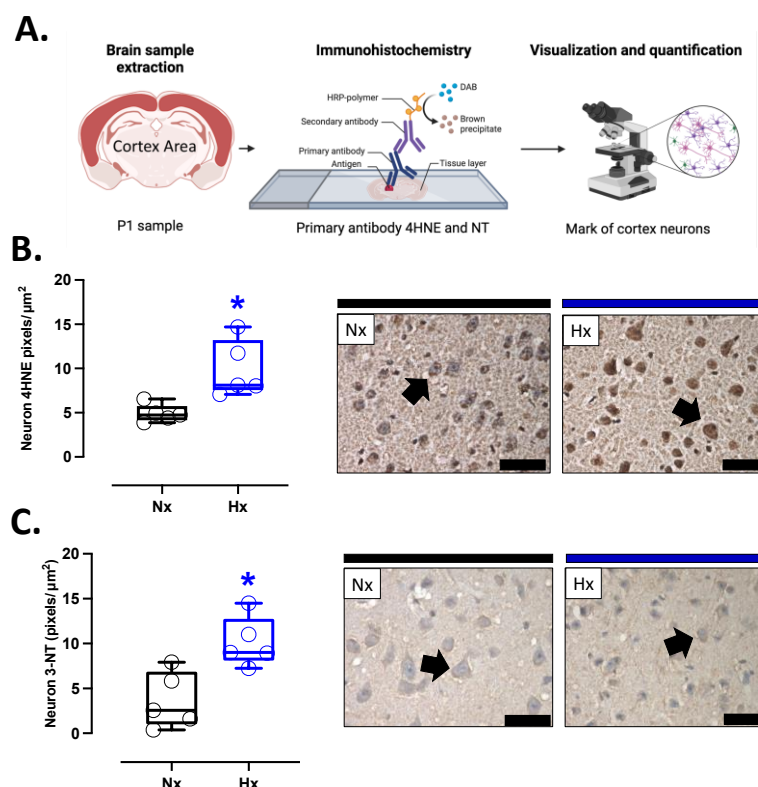 A.
Brain sample
extraction
Immunohistochemistry
Visualization and quantification
Cortex Area
HRP-polymer
DAB
Secondary antibody
Brown
precipitate
Primary antibody
Antigen
Tissue layer
P1 sample
Primary antibody 4HNE and NT
Mark of cortex neurons
B.
Neuron 4HNE pixels/µm²
20
15
10
5
0
*
Nx
Hx
Nx
Hx
C.
Neuron 3-NT (pixels/µm²)
20
15
10
5
0
*
Nx
Hx
Nx
Hx